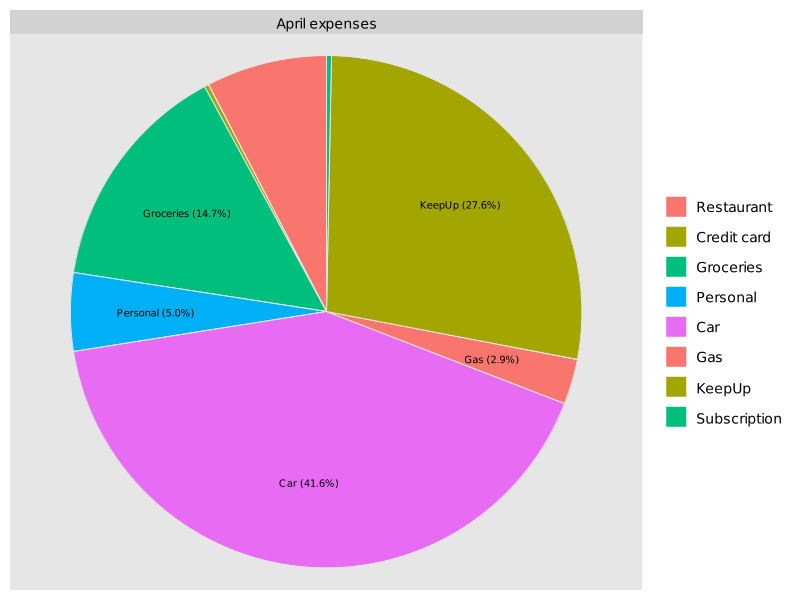 April expenses
KeepUp (27.6%)
Groceries (14.7%)
Personal (5.0%)
Gas (2.9%)
Car (41.6%)
Restaurant
Credit card
Groceries
Personal
Car
Gas
KeepUp
Subscription